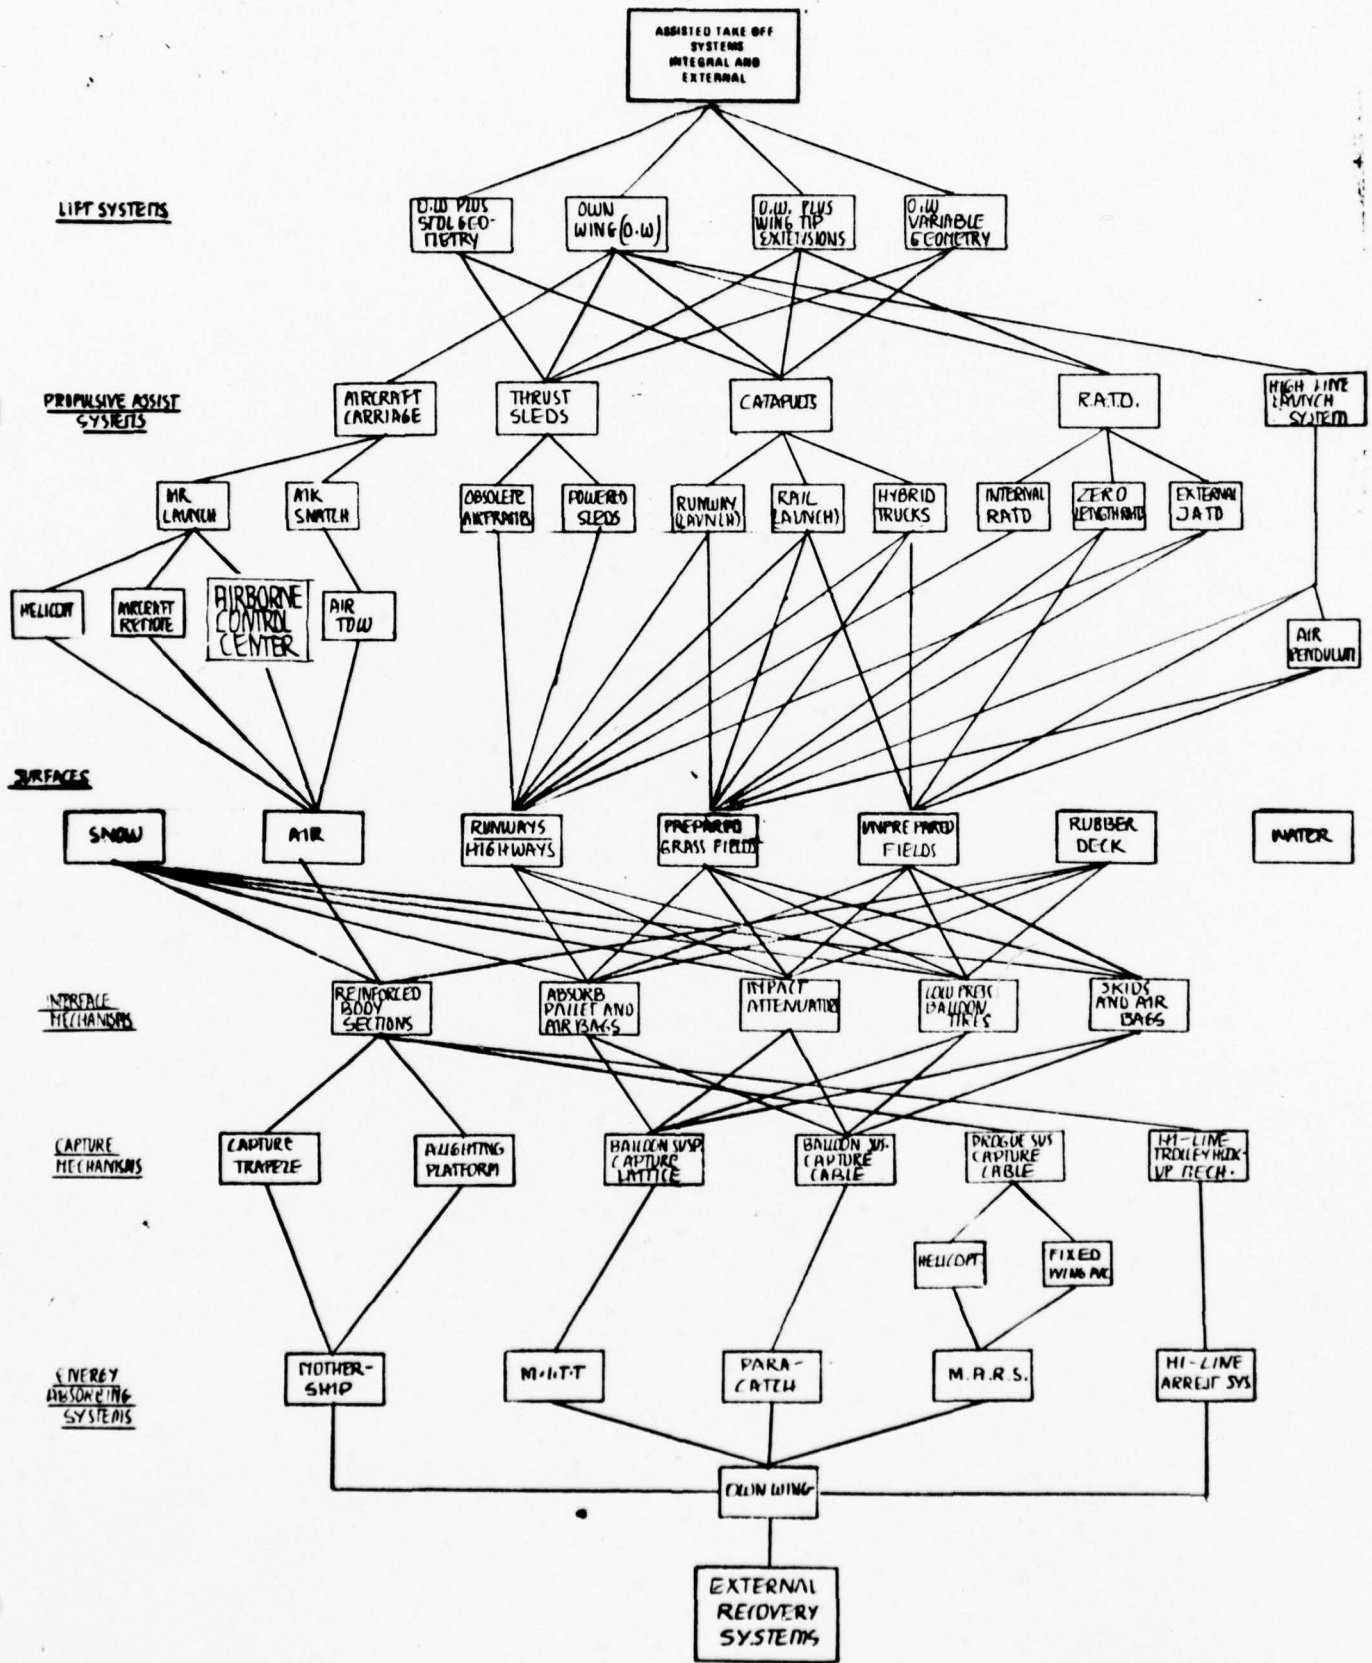 ASSISTED TAKE OFF
SYSTEMS
INTEGRAL AND
EXTERNAL
LIFT SYSTEMS
O.W PLUS
STOL GEO-
METRY
OWN
WING (O.W)
O.W. PLUS
WING TIP
EXTENSIONS
O.W
VARIABLE
GEOMETRY
PROPULSIVE ASSIST
SYSTEMS
AIRCRAFT
CARRIAGE
THRUST
SLEDS
CATAPULTS
R.A.T.O.
HIGH LINE
LAUNCH
SYSTEM
AIR
LAUNCH
AIR
SNATCH
OBSOLETE
AIRFRAMES
POWERED
SLEDS
RUNWAY
(LAUNCH)
RAIL
LAUNCH)
HYBRID
TRUCKS
INTERNAL
RATO
ZERO
LENGTH RATO
EXTERNAL
JATO
HELICOPT
AIRCRAFT
REMOTE
AIRBORNE
CONTROL
CENTER
AIR
TOW
AIR
PENDULUM
SURFACES
SNOW
AIR
RUNWAYS
HIGHWAYS
PREPARED
GRASS FIELDS
UNPREPARED
FIELDS
RUBBER
DECK
WATER
INTERFACE
MECHANISMS
REINFORCED
BODY
SECTIONS
ABSORB
PALLET AND
AIR BAGS
IMPACT
ATTENUATORS
LOW PRESS
BALLOON
TIRES
SKIDS
AND AIR
BAGS
CAPTURE
MECHANISMS
CAPTURE
TRAPEZE
ALIGHTING
PLATFORM
BALLOON SUSP.
CAPTURE
LATTICE
BALLOON SUS.
CAPTURE
CABLE
DROGUE SUS
CAPTURE
CABLE
HI-LINE
TROLLEY HOOK-
UP MECH.
HELICOPT.
FIXED
WING A/C
ENERGY
ABSORBING
SYSTEMS
MOTHER-
SHIP
PARA-
CATCH
M.A.R.S.
HI-LINE
ARREST SYS
OWN WING
EXTERNAL
RECOVERY
SYSTEMS